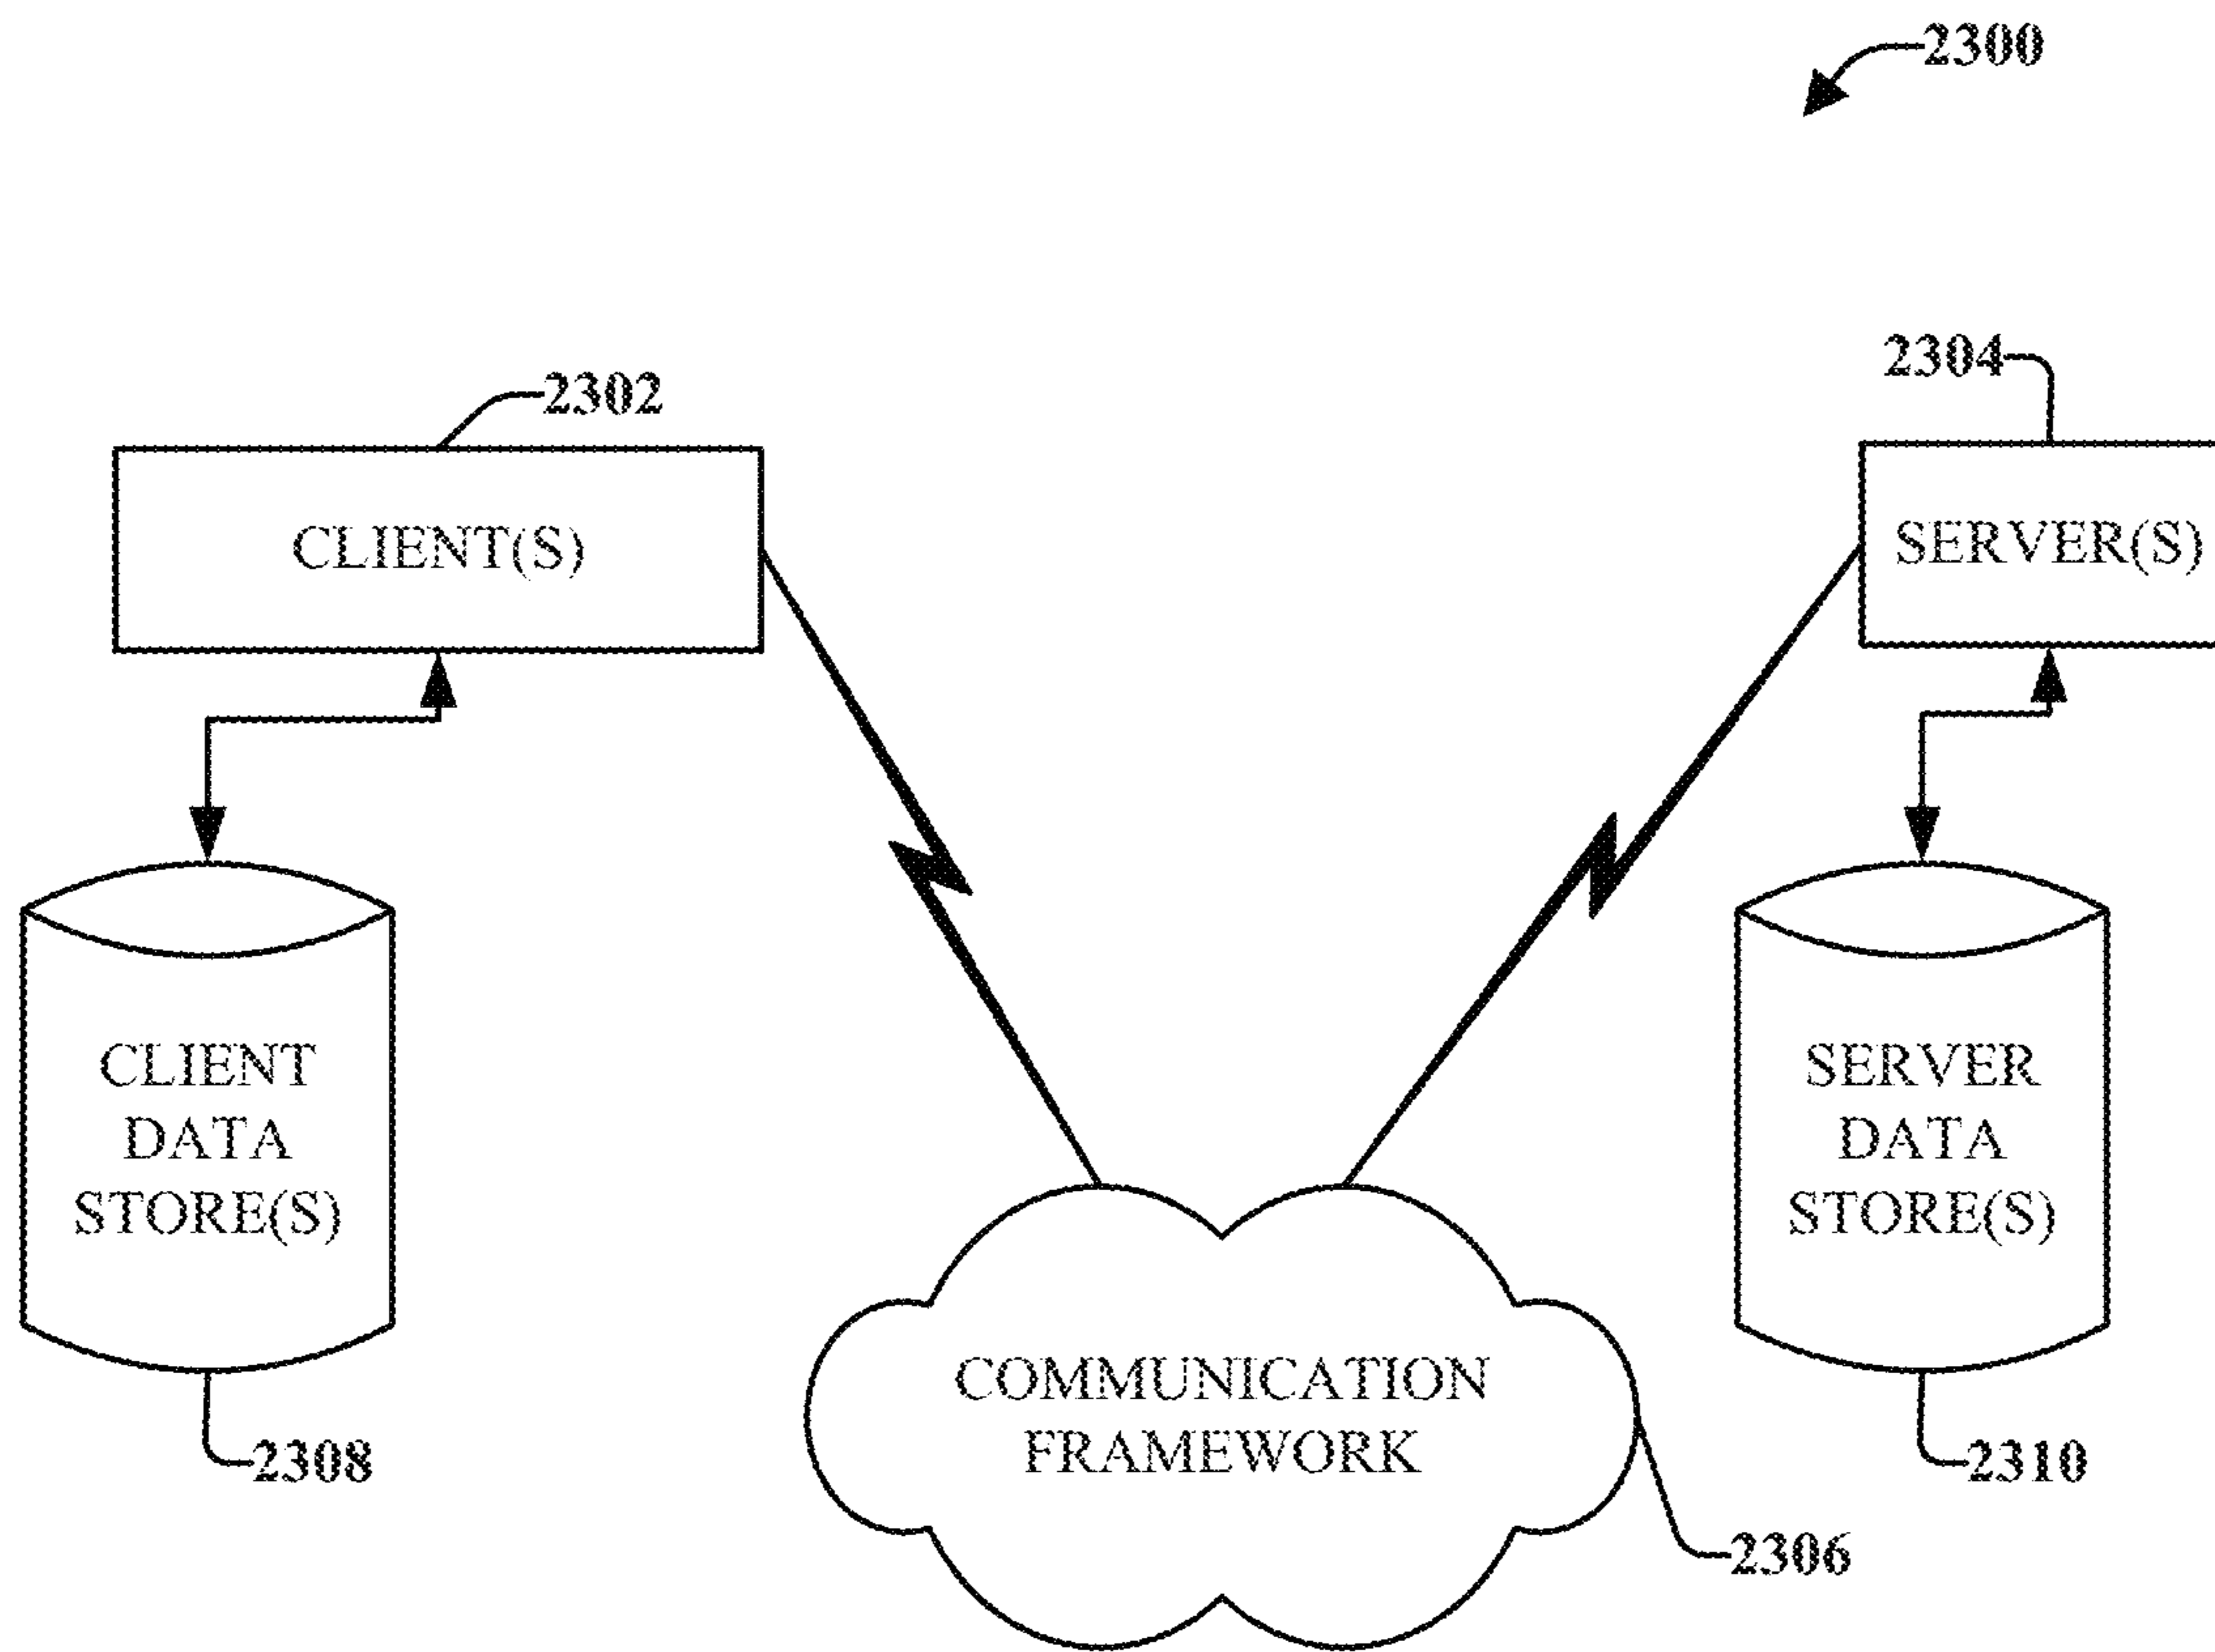 2300
2302
2304
CLIENT(S)
SERVER(S)
CLIENT
DATA
STORE(S)
SERVER
DATA
STORE(S)
COMMUNICATION
FRAMEWORK
2308
2310
2306